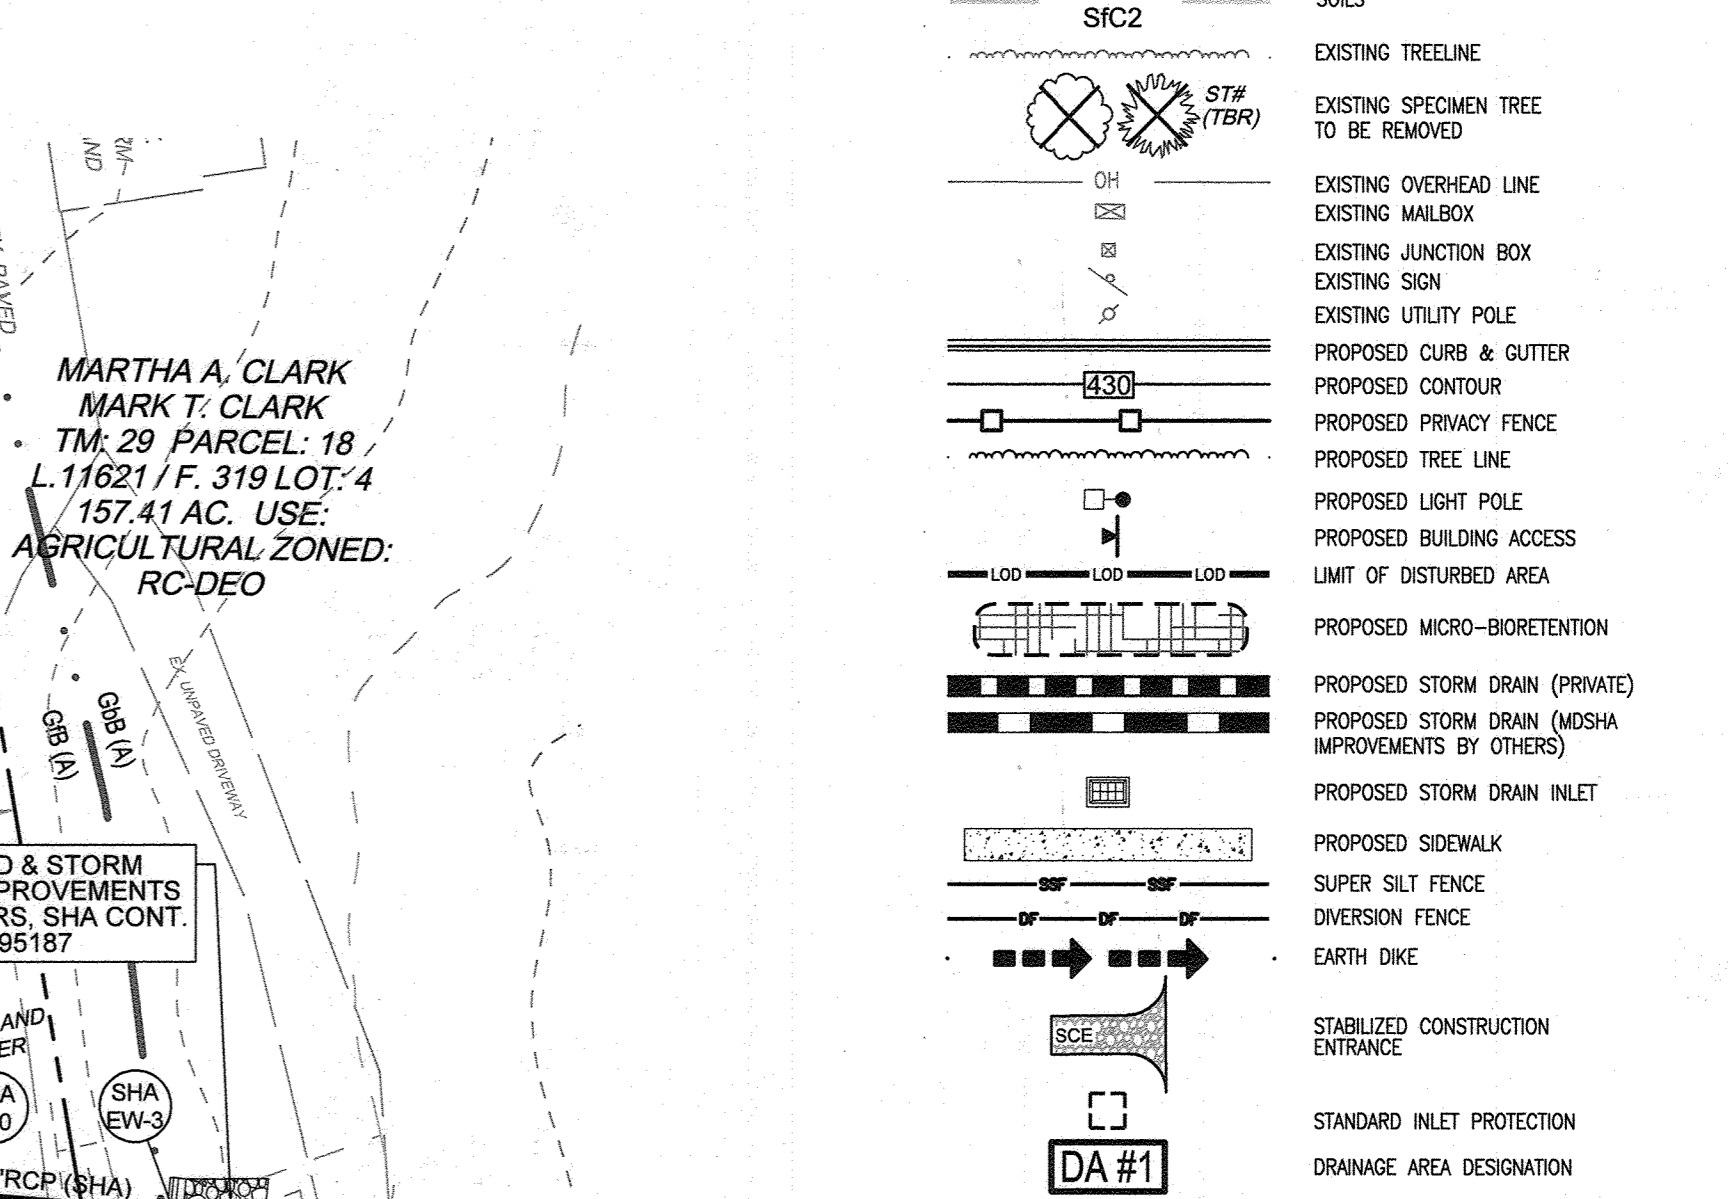 MARTHA A. CLARK
MARK T. CLARK
TM: 29 PARCEL: 18
L.11621 / F. 319 LOT: 4
157.41 AC. USE:
AGRICULTURAL ZONED:
RC-DEO
EX. UNPAVED DRIVEWAY
GfB (A)
GbB (A)
D & STORM
PROVEMENTS
RS, SHA CONT.
95187
AND
ER
A
0
SHA
EW-3
"RCP (SHA)
SOILS
SfC2
EXISTING TREELINE
ST#
(TBR)
EXISTING SPECIMEN TREE
TO BE REMOVED
OH
EXISTING OVERHEAD LINE
EXISTING MAILBOX
EXISTING JUNCTION BOX
EXISTING SIGN
EXISTING UTILITY POLE
PROPOSED CURB & GUTTER
430
PROPOSED CONTOUR
PROPOSED PRIVACY FENCE
PROPOSED TREE LINE
PROPOSED LIGHT POLE
PROPOSED BUILDING ACCESS
LOD LOD LOD
LIMIT OF DISTURBED AREA
PROPOSED MICRO-BIORETENTION
PROPOSED STORM DRAIN (PRIVATE)
PROPOSED STORM DRAIN (MDSHA
IMPROVEMENTS BY OTHERS)
PROPOSED STORM DRAIN INLET
PROPOSED SIDEWALK
SSF SSF
SUPER SILT FENCE
DF DF DF
DIVERSION FENCE
EARTH DIKE
SCE
STABILIZED CONSTRUCTION
ENTRANCE
STANDARD INLET PROTECTION
DA #1
DRAINAGE AREA DESIGNATION